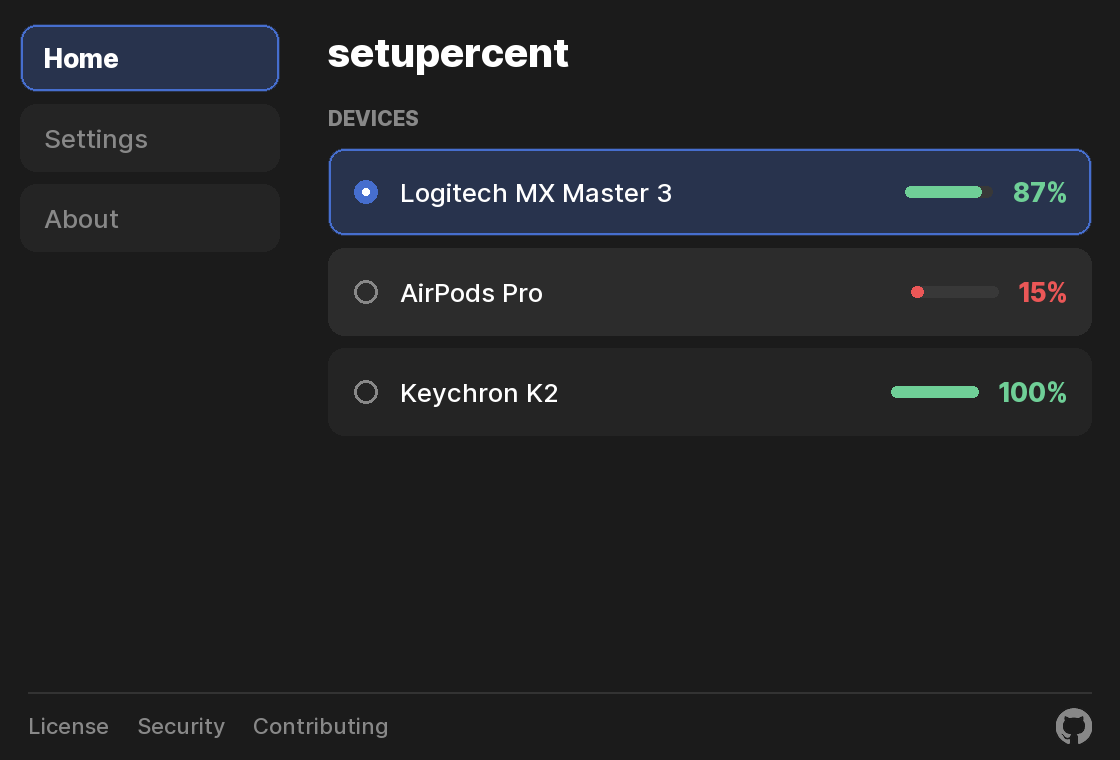 Home
Settings
About
setupercent
DEVICES
Logitech MX Master 3 87%
AirPods Pro 15%
Keychron K2 100%
License Security Contributing